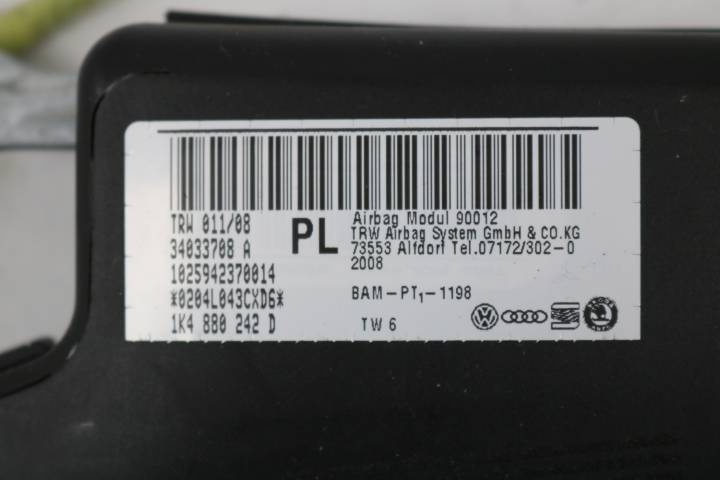 TRW 011/08
34033708 A
1025942370014
*0204L043CXD6*
1K4 880 242 D
PL
Airbag Modul 90012
TRW Airbag System GmbH & CO.KG
73553 Alfdorf Tel.07172/302-0
2008
BAM-PT1-1198
TW 6